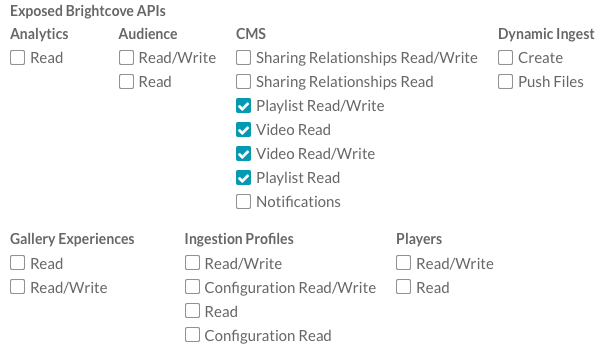 Exposed Brightcove APIs
Analytics
Read
Audience
Read/Write
Read
CMS
Sharing Relationships Read/Write
Sharing Relationships Read
Playlist Read/Write
Video Read
Video Read/Write
Playlist Read
Notifications
Dynamic Ingest
Create
Push Files
Gallery Experiences
Read
Read/Write
Ingestion Profiles
Read/Write
Configuration Read/Write
Read
Configuration Read
Players
Read/Write
Read